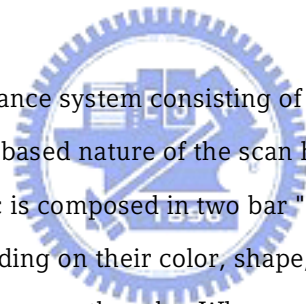 ance system consisting of
based nature of the scan
is composed in two bar "
ding on their color, shape,